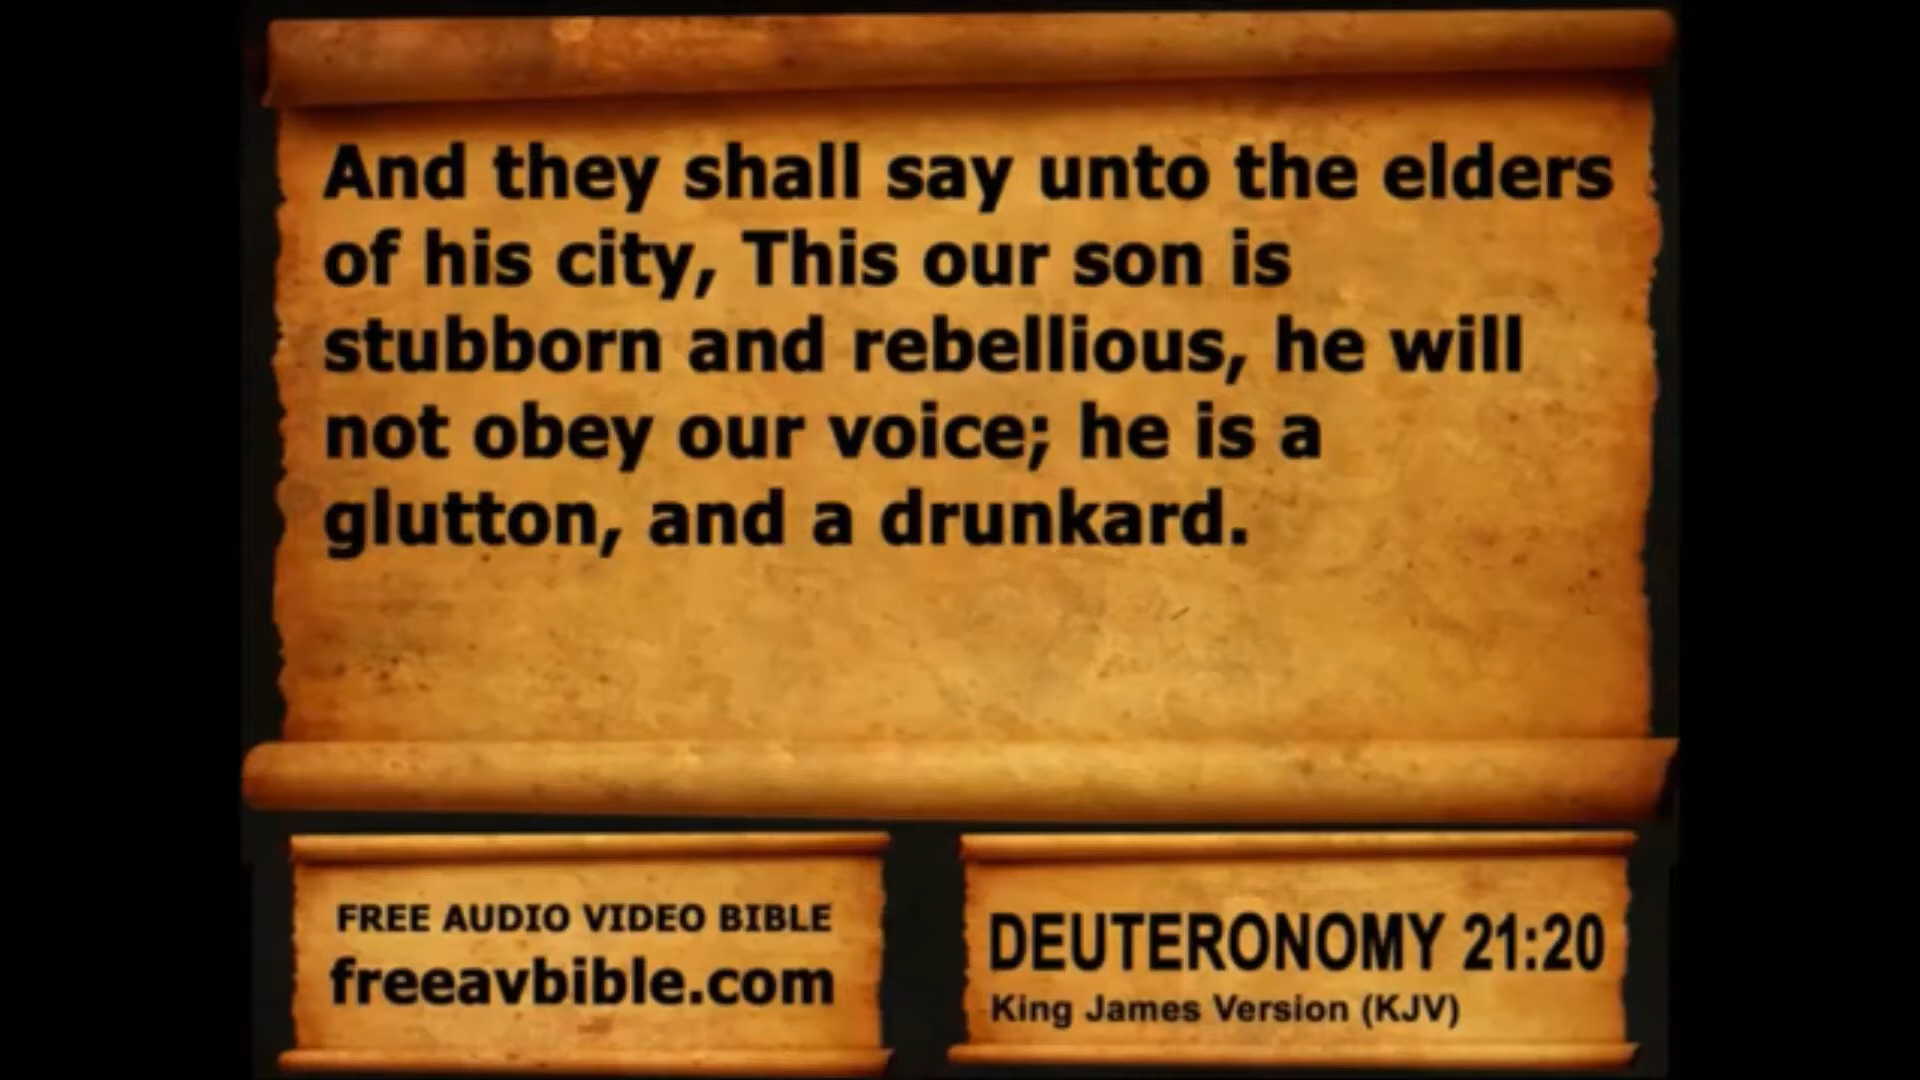 And they shall say unto the elders
of his city, This our son is
stubborn and rebellious, he will
not obey our voice; he is a
glutton, and a drunkard.
FREE AUDIO VIDEO BIBLE
freeavbible.com
DEUTERONOMY 21:20
King James Version (KJV)